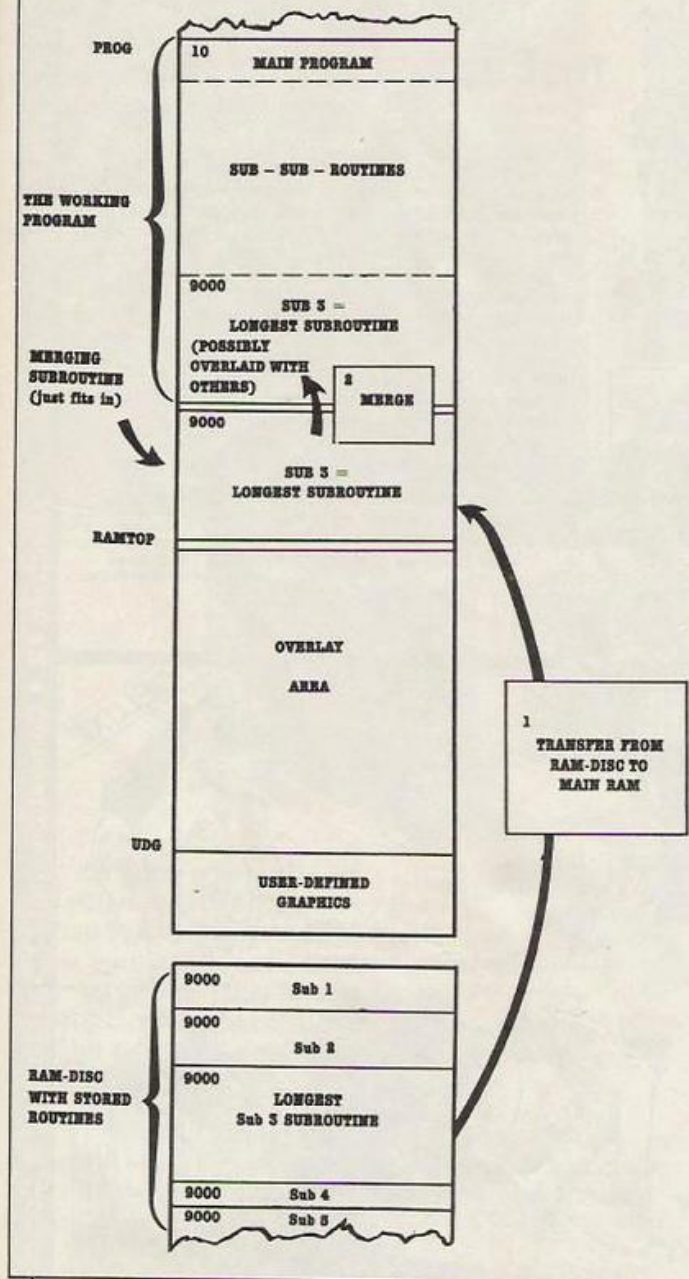 PROG
10
MAIN PROGRAM
SUB – SUB – ROUTINES
THE WORKING
PROGRAM
9000
SUB 3 =
LONGEST SUBROUTINE
(POSSIBLY
OVERLAID WITH
OTHERS)
2
MERGE
MERGING
SUBROUTINE
(just fits in)
9000
SUB 3 =
LONGEST SUBROUTINE
RAMTOP
OVERLAY
AREA
1
TRANSFER FROM
RAM-DISC TO
MAIN RAM
UDG
USER-DEFINED
GRAPHICS
9000
Sub 1
9000
Sub 2
RAM-DISC
WITH STORED
ROUTINES
9000
LONGEST
Sub 3 SUBROUTINE
9000
Sub 4
9000
Sub 5